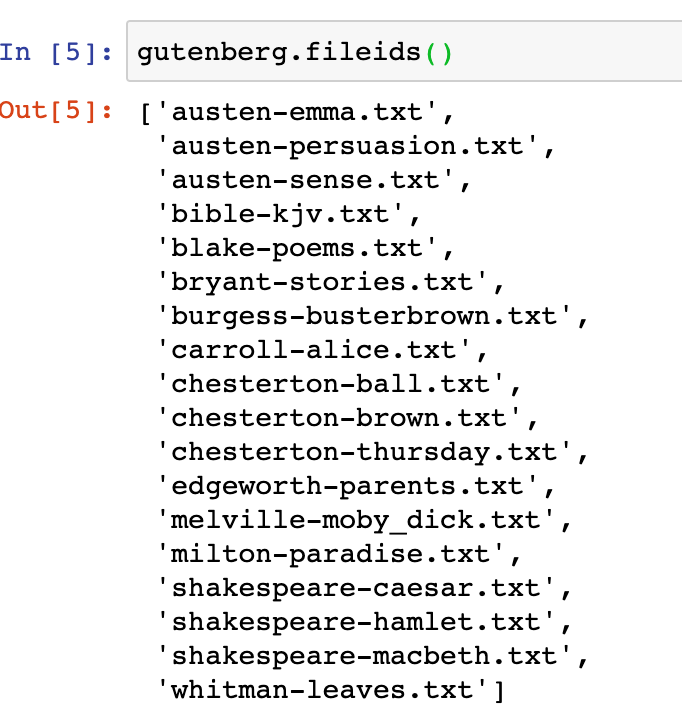 In [5]: gutenberg.fileids()
Out[5]: ['austen-emma.txt',
'austen-persuasion.txt',
'austen-sense.txt',
'bible-kjv.txt',
'blake-poems.txt',
'bryant-stories.txt',
'burgess-busterbrown.txt',
'carroll-alice.txt',
'chesterton-ball.txt',
'chesterton-brown.txt',
'chesterton-thursday.txt',
'edgeworth-parents.txt',
'melville-moby_dick.txt',
'milton-paradise.txt',
'shakespeare-caesar.txt',
'shakespeare-hamlet.txt',
'shakespeare-macbeth.txt',
'whitman-leaves.txt']